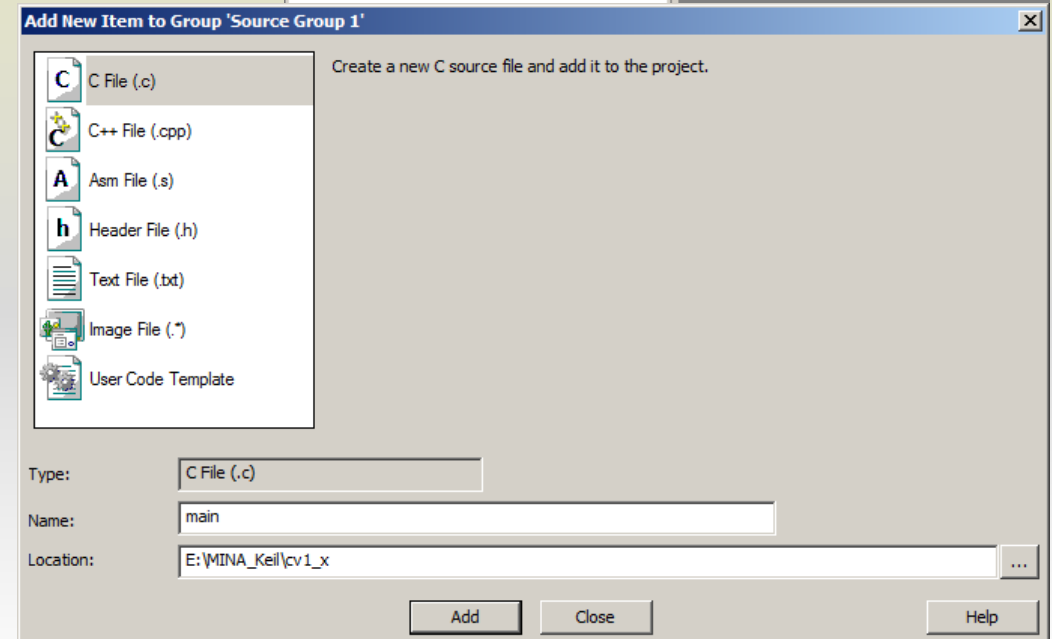 Add New Item to Group 'Source Group 1'
C File (.c)
Create a new C source file and add it to the project.
C++ File (.cpp)
A Asm File (.s)
h Header File (.h)
Text File (.txt)
Image File (.*)
User Code Template
Type: C File (.c)
Name: main
Location: E:\MINA_Keil\cv1_x ...
Add Close Help